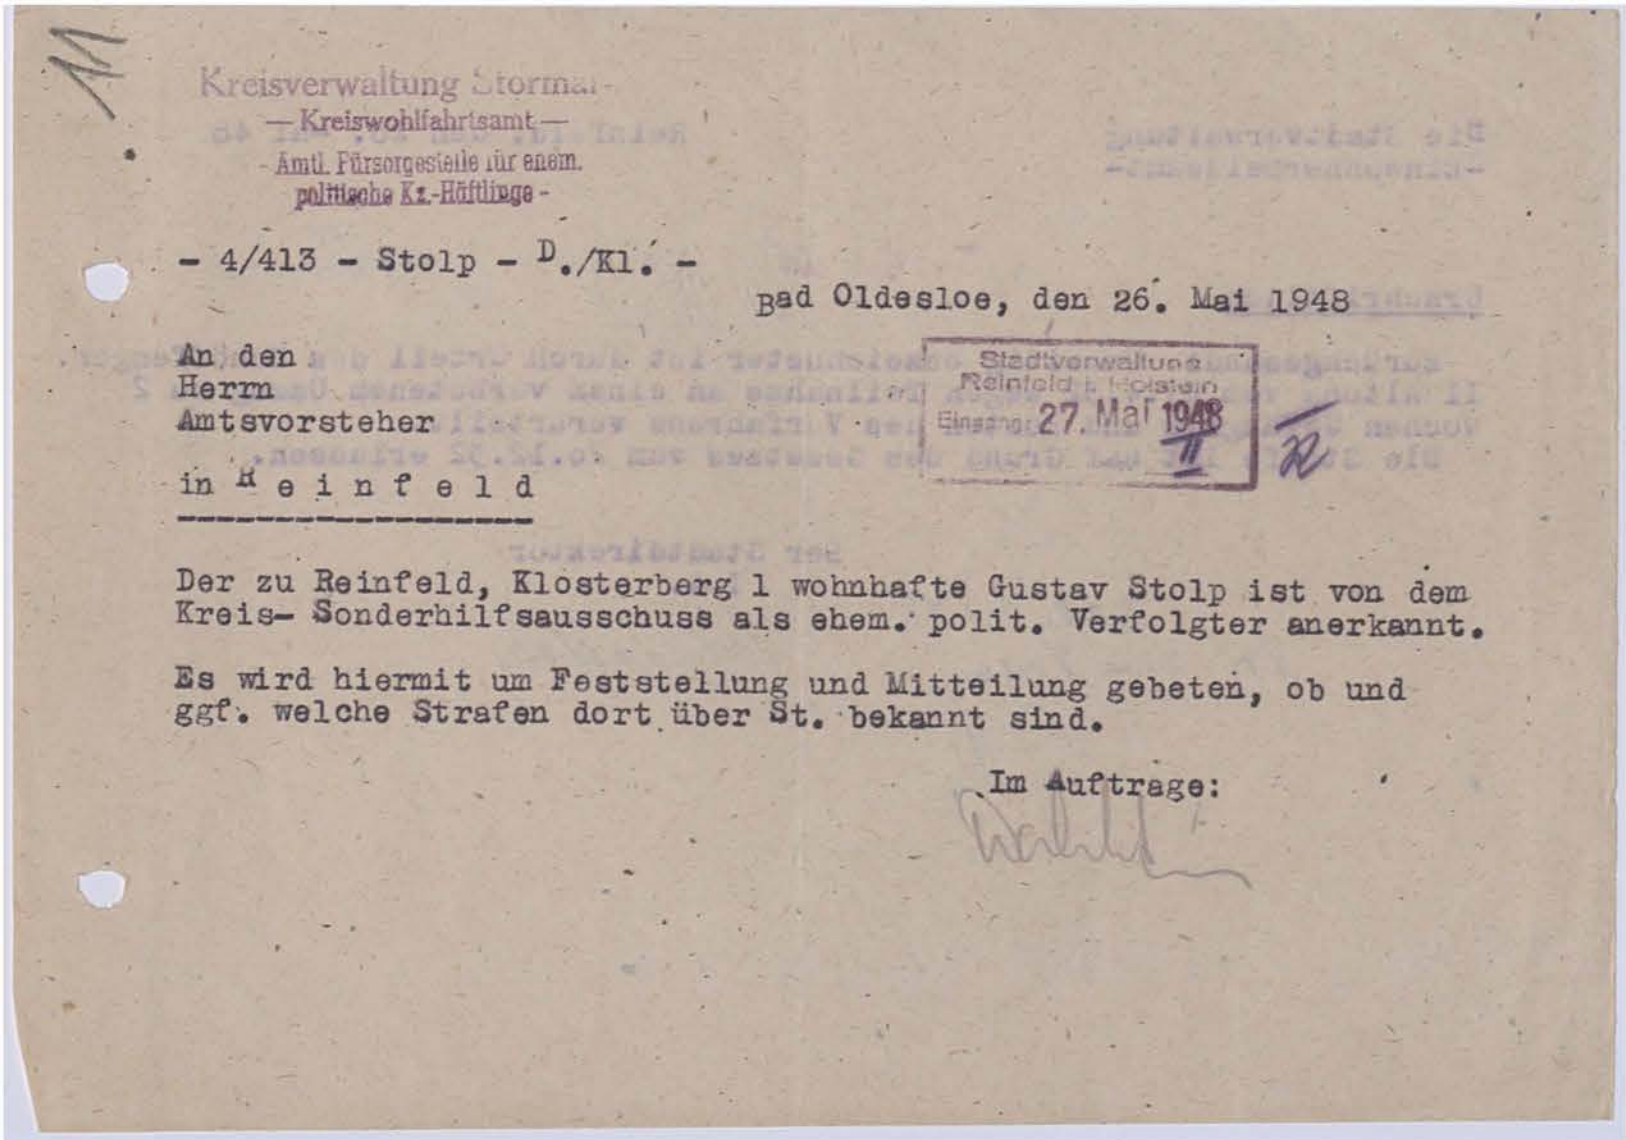 11
Kreisverwaltung Stormar-
— Kreiswohlfahrtsamt —
- Amtl. Fürsorgestelle für ehem.
politische Kz.-Häftlinge -
- 4/413 - Stolp - D./Kl. -
Bad Oldesloe, den 26. Mai 1948
An den
Herrn
Amtsvorsteher
in R e i n f e l d
Stadtverwaltung
Reinfeld i. Holstein
Eingang 27. Mai 1948
II
Der zu Reinfeld, Klosterberg 1 wohnhafte Gustav Stolp ist von dem
Kreis- Sonderhilfsausschuss als ehem. polit. Verfolgter anerkannt.
Es wird hiermit um Feststellung und Mitteilung gebeten, ob und
ggf. welche Strafen dort über St. bekannt sind.
Im Auftrage: